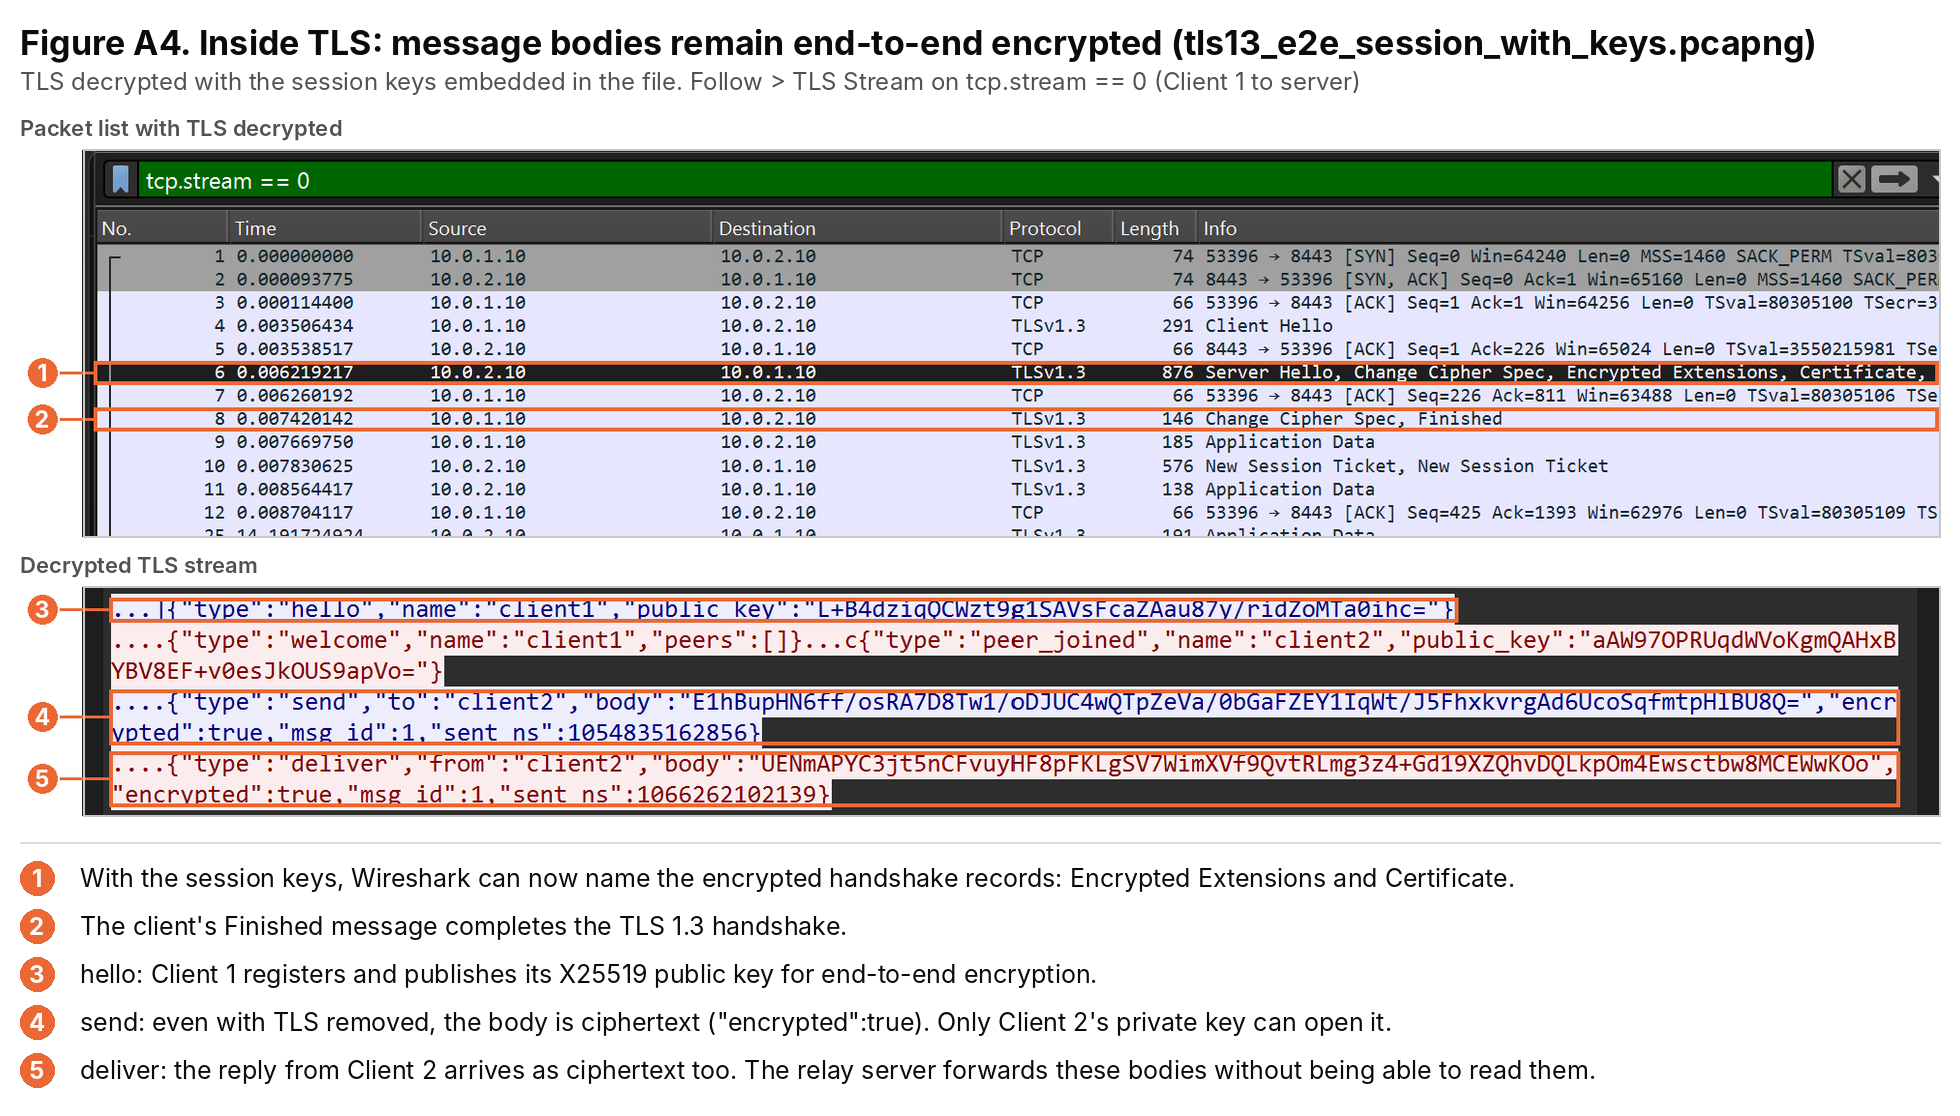 Figure A4. Inside TLS: message bodies remain end-to-end encrypted (tls13_e2e_session_with_keys.pcapng)
TLS decrypted with the session keys embedded in the file. Follow > TLS Stream on tcp.stream == 0 (Client 1 to server)
Packet list with TLS decrypted
tcp.stream == 0
No. Time Source Destination Protocol Length Info
1 0.000000000 10.0.1.10 10.0.2.10 TCP 74 53396 → 8443 [SYN] Seq=0 Win=64240 Len=0 MSS=1460 SACK_PERM TSval=803
2 0.000093775 10.0.2.10 10.0.1.10 TCP 74 8443 → 53396 [SYN, ACK] Seq=0 Ack=1 Win=65160 Len=0 MSS=1460 SACK_PER
3 0.000114400 10.0.1.10 10.0.2.10 TCP 66 53396 → 8443 [ACK] Seq=1 Ack=1 Win=64256 Len=0 TSval=80305100 TSecr=3
4 0.003506434 10.0.1.10 10.0.2.10 TLSv1.3 291 Client Hello
5 0.003538517 10.0.2.10 10.0.1.10 TCP 66 8443 → 53396 [ACK] Seq=1 Ack=226 Win=65024 Len=0 TSval=3550215981 TSe
1 6 0.006219217 10.0.2.10 10.0.1.10 TLSv1.3 876 Server Hello, Change Cipher Spec, Encrypted Extensions, Certificate,
7 0.006260192 10.0.1.10 10.0.2.10 TCP 66 53396 → 8443 [ACK] Seq=226 Ack=811 Win=63488 Len=0 TSval=80305106 TSe
2 8 0.007420142 10.0.1.10 10.0.2.10 TLSv1.3 146 Change Cipher Spec, Finished
9 0.007669750 10.0.1.10 10.0.2.10 TLSv1.3 185 Application Data
10 0.007830625 10.0.2.10 10.0.1.10 TLSv1.3 576 New Session Ticket, New Session Ticket
11 0.008564417 10.0.2.10 10.0.1.10 TLSv1.3 138 Application Data
12 0.008704117 10.0.1.10 10.0.2.10 TCP 66 53396 → 8443 [ACK] Seq=425 Ack=1393 Win=62976 Len=0 TSval=80305109 TS
25 14.191724924 10.0.2.10 10.0.1.10 TLSv1.3 191 Application Data
Decrypted TLS stream
3 ...|{"type":"hello","name":"client1","public_key":"L+B4dziqQCWzt9g1SAVsFcaZAau87y/ridZoMTa0ihc="}
....{"type":"welcome","name":"client1","peers":[]}...c{"type":"peer_joined","name":"client2","public_key":"aAW97OPRUqdWVoKgmQAHxB
YBV8EF+v0esJkOUS9apVo="}
4 ....{"type":"send","to":"client2","body":"E1hBupHN6ff/osRA7D8Tw1/oDJUC4wQTpZeVa/0bGaFZEY1IqWt/J5FhxkvrgAd6UcoSqfmtpHlBU8Q=","encr
ypted":true,"msg_id":1,"sent_ns":1054835162856}
5 ....{"type":"deliver","from":"client2","body":"UENmAPYC3jt5nCFvuyHF8pFKLgSV7WimXVf9QvtRLmg3z4+Gd19XZQhvDQLkpOm4Ewsctbw8MCEWwKOo",
"encrypted":true,"msg_id":1,"sent_ns":1066262102139}
1 With the session keys, Wireshark can now name the encrypted handshake records: Encrypted Extensions and Certificate.
2 The client's Finished message completes the TLS 1.3 handshake.
3 hello: Client 1 registers and publishes its X25519 public key for end-to-end encryption.
4 send: even with TLS removed, the body is ciphertext ("encrypted":true). Only Client 2's private key can open it.
5 deliver: the reply from Client 2 arrives as ciphertext too. The relay server forwards these bodies without being able to read them.